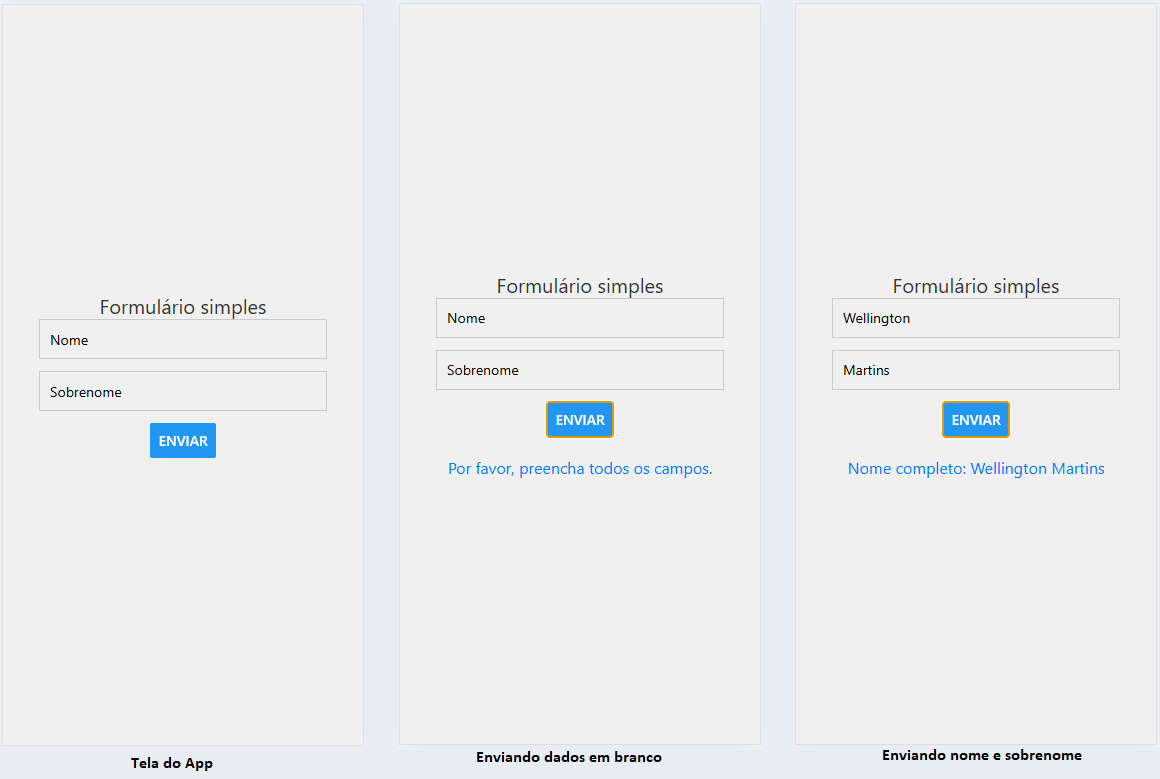 Formulário simples
Nome
Sobrenome
ENVIAR
Tela do App
Formulário simples
Nome
Sobrenome
ENVIAR
Por favor, preencha todos os campos.
Enviando dados em branco
Formulário simples
Wellington
Martins
ENVIAR
Nome completo: Wellington Martins
Enviando nome e sobrenome